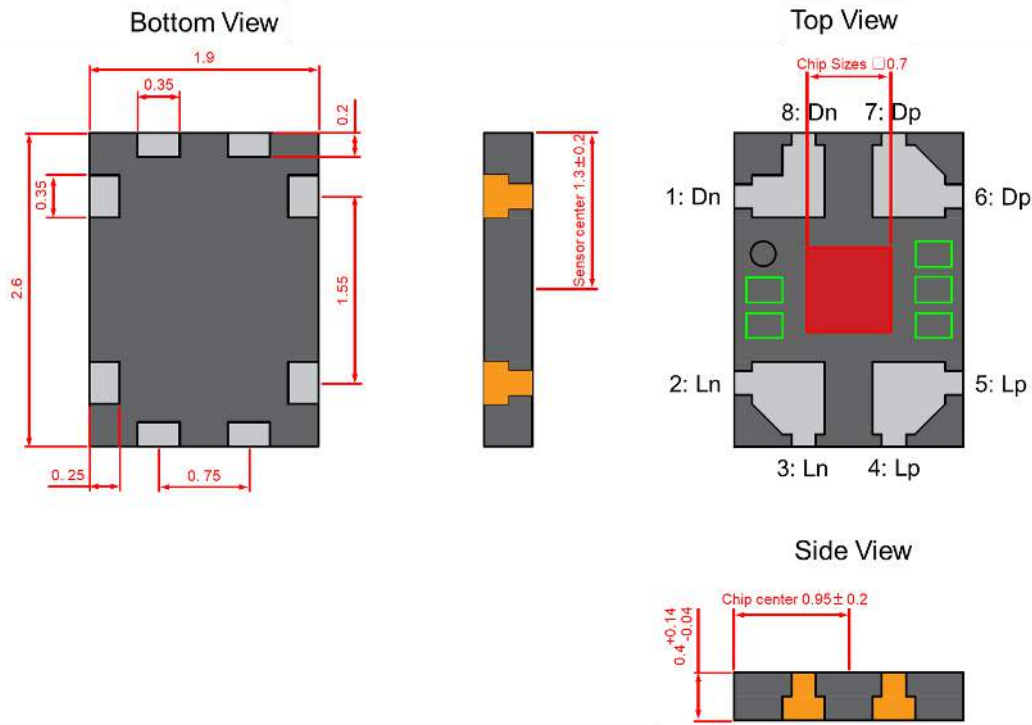 Bottom View
Top View
1.9
Chip Sizes □0.7
0.35
0.2
8: Dn
7: Dp
0.35
Sensor center 1.3±0.2
1: Dn
6: Dp
2.6
1.55
2: Ln
5: Lp
0.25
0.75
3: Ln
4: Lp
Side View
Chip center 0.95±0.2
0.4 +0.14 -0.04